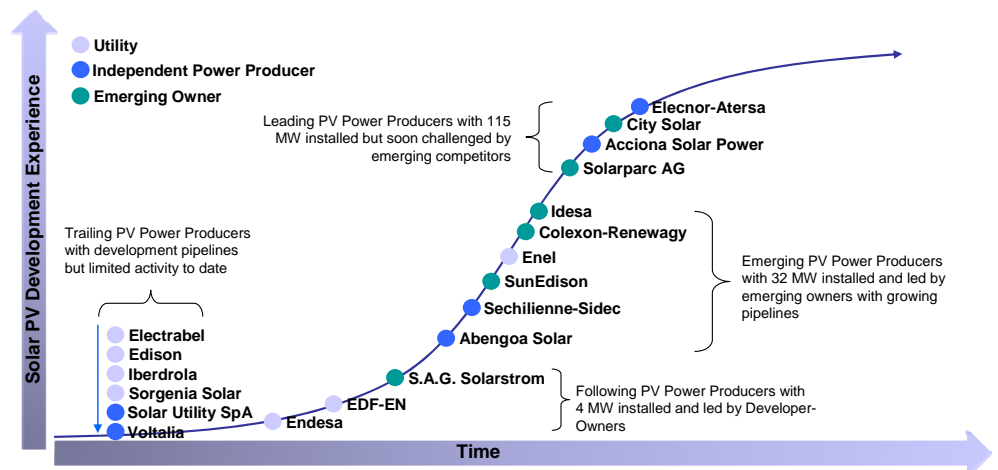 Utility
Independent Power Producer
Emerging Owner
Solar PV Development Experience
Leading PV Power Producers with 115
MW installed but soon challenged by
emerging competitors
Elecnor-Atersa
City Solar
Acciona Solar Power
Solarparc AG
Idesa
Colexon-Renewagy
Enel
SunEdison
Sechilienne-Sidec
Abengoa Solar
Emerging PV Power Producers
with 32 MW installed and led by
emerging owners with growing
pipelines
Trailing PV Power Producers
with development pipelines
but limited activity to date
Electrabel
Edison
Iberdrola
Sorgenia Solar
Solar Utility SpA
Voltalia
S.A.G. Solarstrom
EDF-EN
Endesa
Following PV Power Producers with
4 MW installed and led by Developer-
Owners
Time